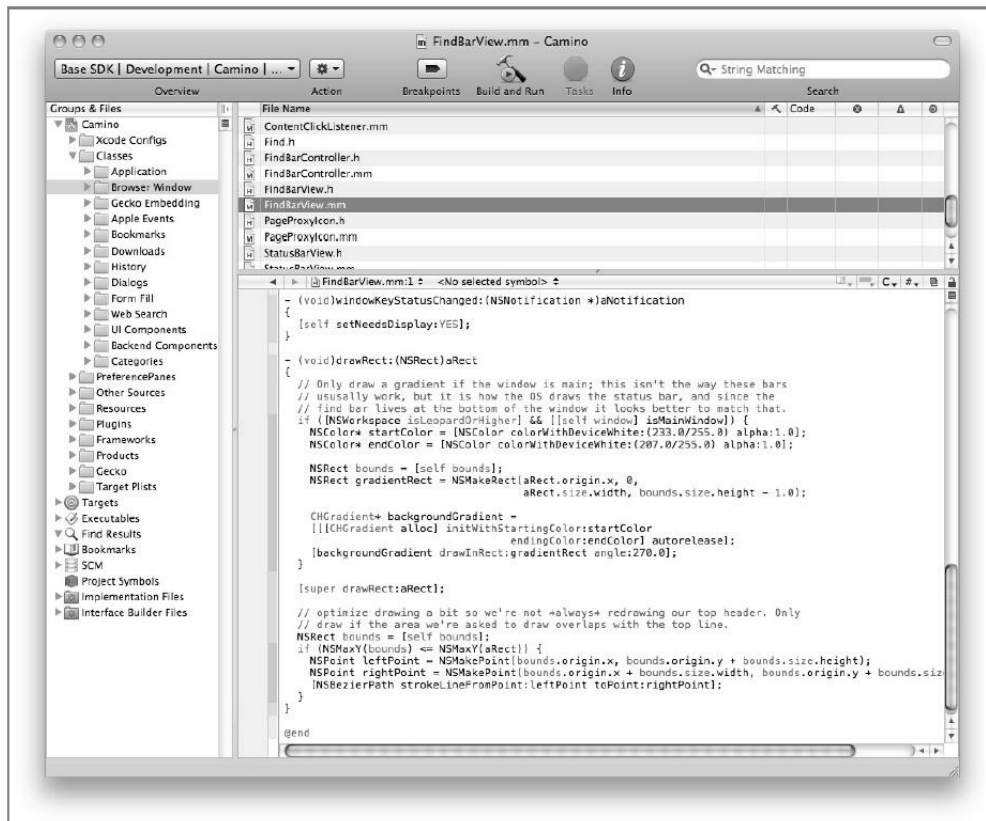 FindBarView.mm – Camino
Base SDK | Development | Camino | ...
Overview
Action
Breakpoints
Build and Run
Tasks
Info
String Matching
Search
Groups & Files
Camino
Xcode Configs
Classes
Application
Browser Window
Gecko Embedding
Apple Events
Bookmarks
Downloads
History
Dialogs
Form Fill
Web Search
UI Components
Backend Components
Categories
PreferencePanes
Other Sources
Resources
Plugins
Frameworks
Products
Gecko
Target Plists
Targets
Executables
Find Results
Bookmarks
SCM
Project Symbols
Implementation Files
Interface Builder Files
File Name
Code
ContentClickListener.mm
Find.h
FindBarController.h
FindBarController.mm
FindBarView.h
FindBarView.mm
PageProxyIcon.h
PageProxyIcon.mm
StatusBarView.h
StatusBarView.mm
FindBarView.mm:1 <No selected symbol> C, #,
- (void)windowKeyStatusChanged:(NSNotification *)aNotification
{
[self setNeedsDisplay:YES];
}
- (void)drawRect:(NSRect)aRect
{
// Only draw a gradient if the window is main; this isn't the way these bars
// ususally work, but it is how the OS draws the status bar, and since the
// find bar lives at the bottom of the window it looks better to match that.
if ([NSWorkspace isLeopardOrHigher] && [[self window] isMainWindow]) {
NSColor* startColor = [NSColor colorWithDeviceWhite:(233.0/255.0) alpha:1.0];
NSColor* endColor = [NSColor colorWithDeviceWhite:(207.0/255.0) alpha:1.0];
NSRect bounds = [self bounds];
NSRect gradientRect = NSMakeRect(aRect.origin.x, 0,
aRect.size.width, bounds.size.height - 1.0);
CHGradient* backgroundGradient =
[[[CHGradient alloc] initWithStartingColor:startColor
endingColor:endColor] autorelease];
[backgroundGradient drawInRect:gradientRect angle:270.0];
}
[super drawRect:aRect];
// optimize drawing a bit so we're not *always* redrawing our top header. Only
// draw if the area we're asked to draw overlaps with the top line.
NSRect bounds = [self bounds];
if (NSMaxY(bounds) <= NSMaxY(aRect)) {
NSPoint leftPoint = NSMakePoint(bounds.origin.x, bounds.origin.y + bounds.size.height);
NSPoint rightPoint = NSMakePoint(bounds.origin.x + bounds.size.width, bounds.origin.y + bounds.siz
[NSBezierPath strokeLineFromPoint:leftPoint toPoint:rightPoint];
}
}
@end